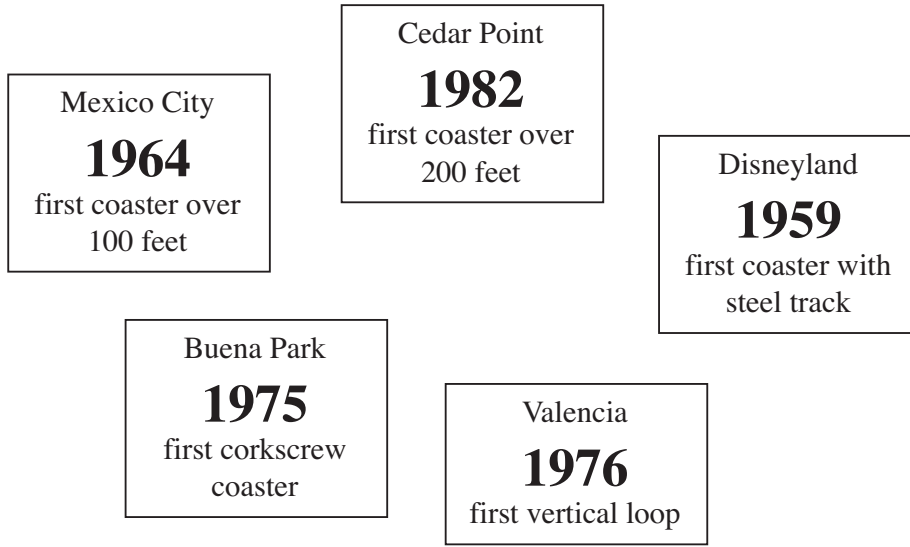 Cedar Point
1982
first coaster over
200 feet
Mexico City
1964
first coaster over
100 feet
Disneyland
1959
first coaster with
steel track
Buena Park
1975
first corkscrew
coaster
Valencia
1976
first vertical loop